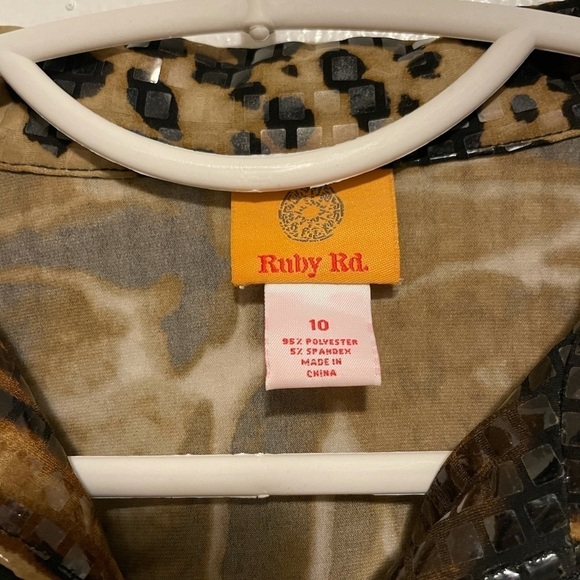 Ruby Rd.
10
95% POLYESTER
5% SPANDEX
MADE IN
CHINA